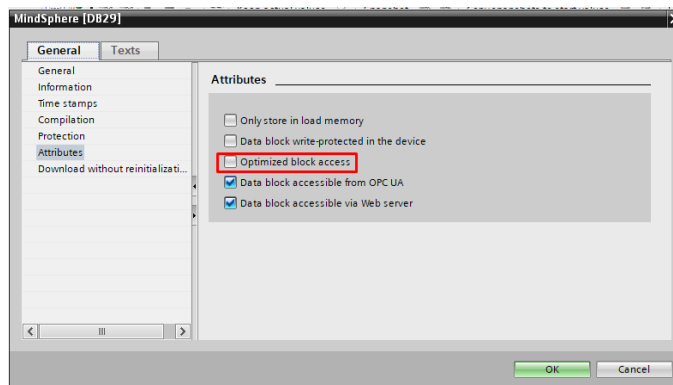 MindSphere [DB29]
General
Texts
General
Information
Time stamps
Compilation
Protection
Attributes
Download without reinitializati...
Attributes
Only store in load memory
Data block write-protected in the device
Optimized block access
Data block accessible from OPC UA
Data block accessible via Web server
OK
Cancel